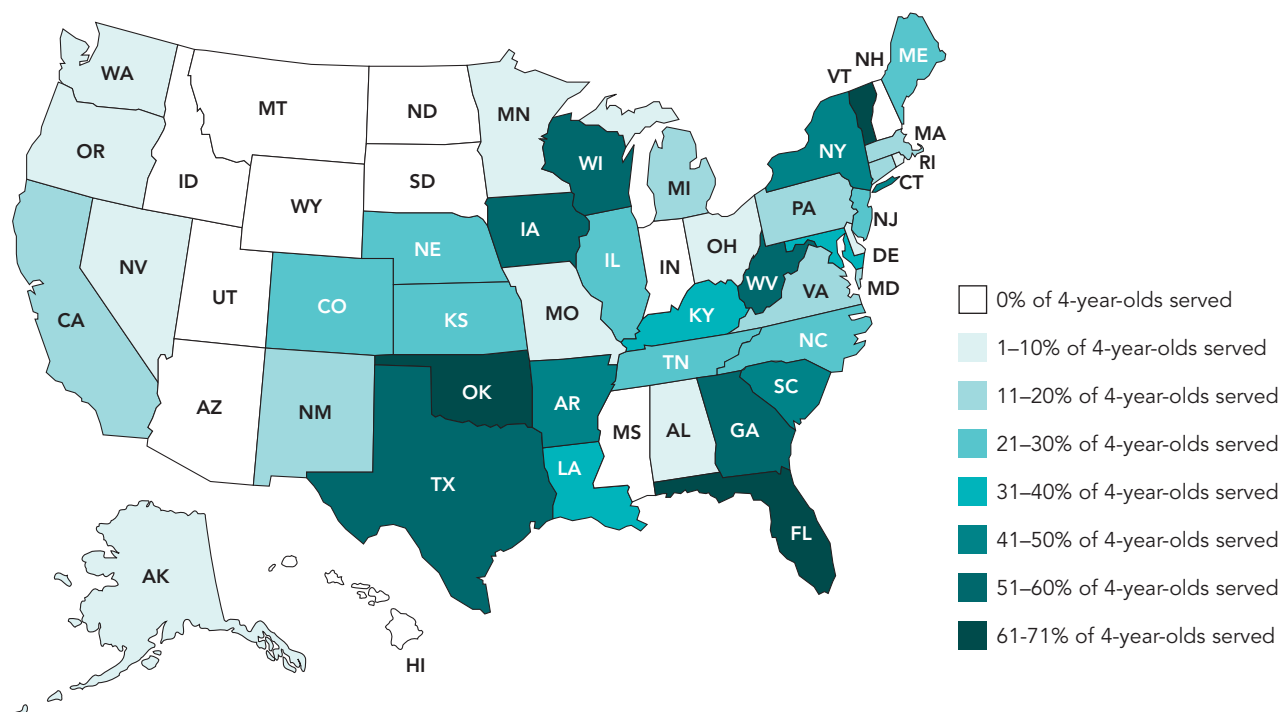 WA
MT
ND
MN
VT
NH
ME
OR
ID
SD
WI
NY
MA
RI
CT
WY
MI
PA
NJ
NV
UT
CO
NE
IA
IL
IN
OH
WV
VA
DE
MD
CA
KS
MO
KY
NC
TN
AZ
NM
OK
AR
SC
MS
AL
GA
TX
LA
FL
AK
HI
0% of 4-year-olds served
1–10% of 4-year-olds served
11–20% of 4-year-olds served
21–30% of 4-year-olds served
31–40% of 4-year-olds served
41–50% of 4-year-olds served
51–60% of 4-year-olds served
61-71% of 4-year-olds served